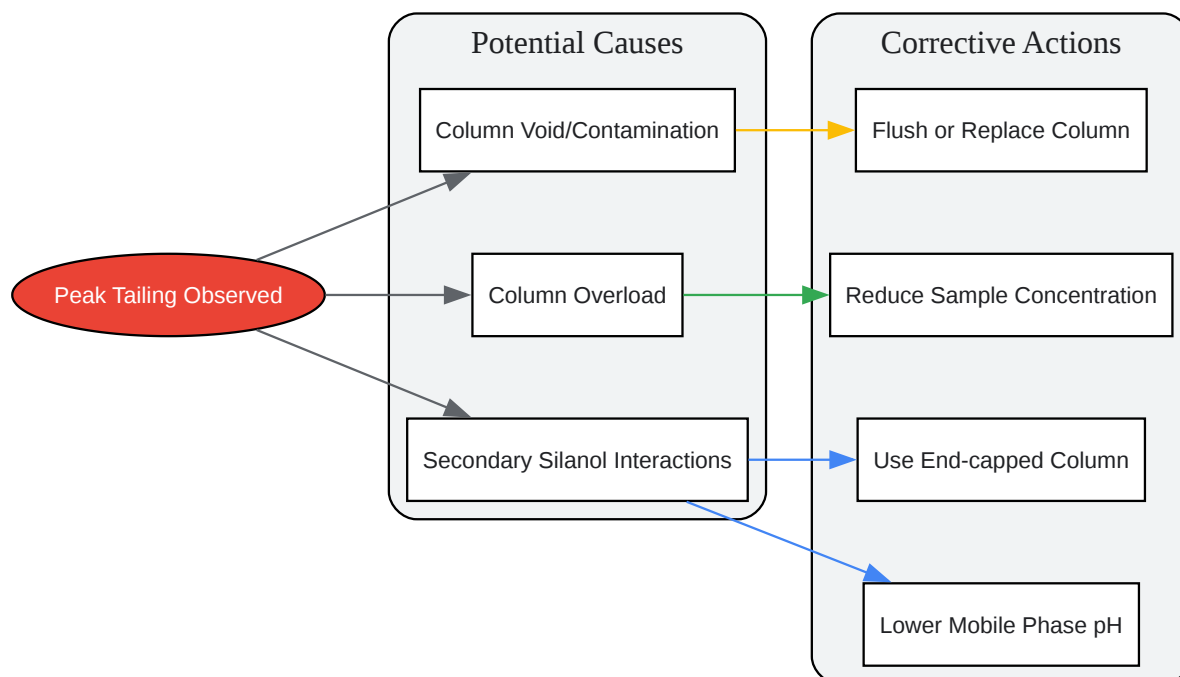 Potential Causes
Corrective Actions
Column Void/Contamination
Flush or Replace Column
Peak Tailing Observed
Column Overload
Reduce Sample Concentration
Secondary Silanol Interactions
Use End-capped Column
Lower Mobile Phase pH